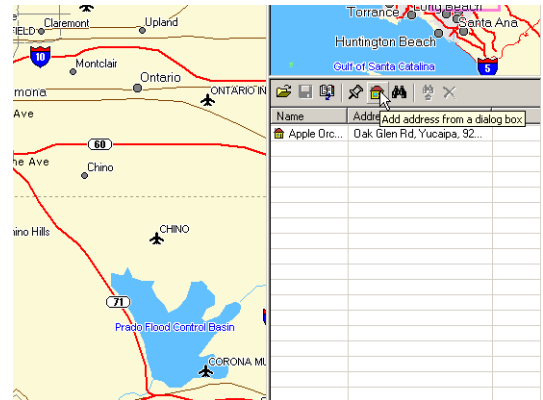 Claremont
Upland
FIELD
10
Montclair
Ontario
mona
ONTARIO IN
Ave
60
he Ave
Chino
hino Hills
CHINO
71
Prado Flood Control Basin
CORONA MU
Torrance
Long Beach
Santa Ana
Huntington Beach
Gulf of Santa Catalina
5
Name
Addre
Add address from a dialog box
Apple Orc...
Oak Glen Rd, Yucaipa, 92...